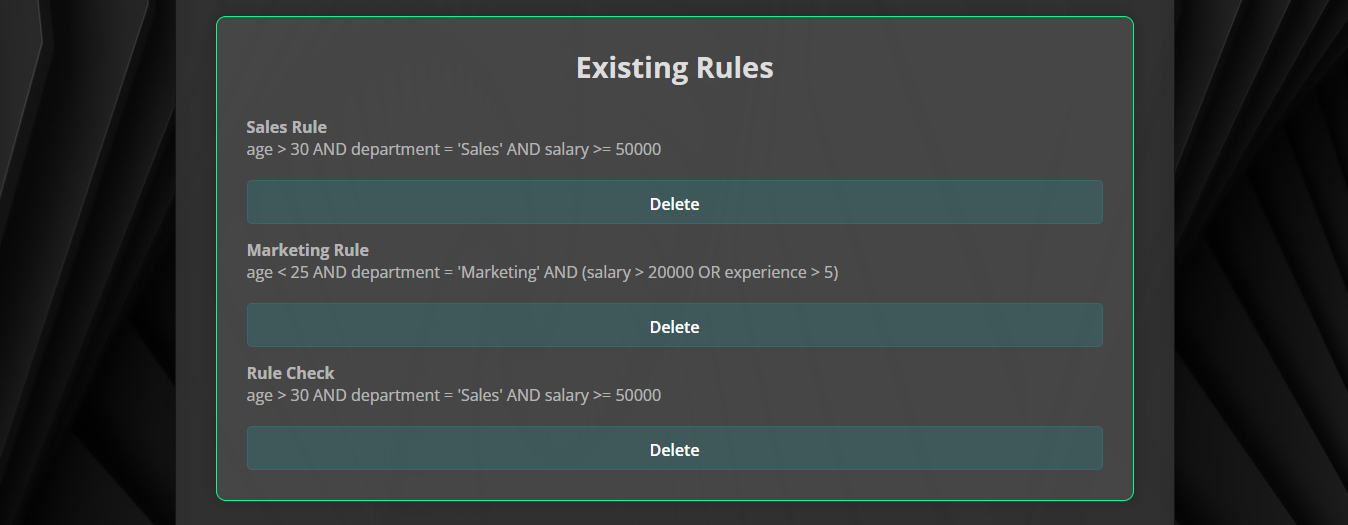 Existing Rules
Sales Rule
age > 30 AND department = 'Sales' AND salary >= 50000
Delete
Marketing Rule
age < 25 AND department = 'Marketing' AND (salary > 20000 OR experience > 5)
Delete
Rule Check
age > 30 AND department = 'Sales' AND salary >= 50000
Delete